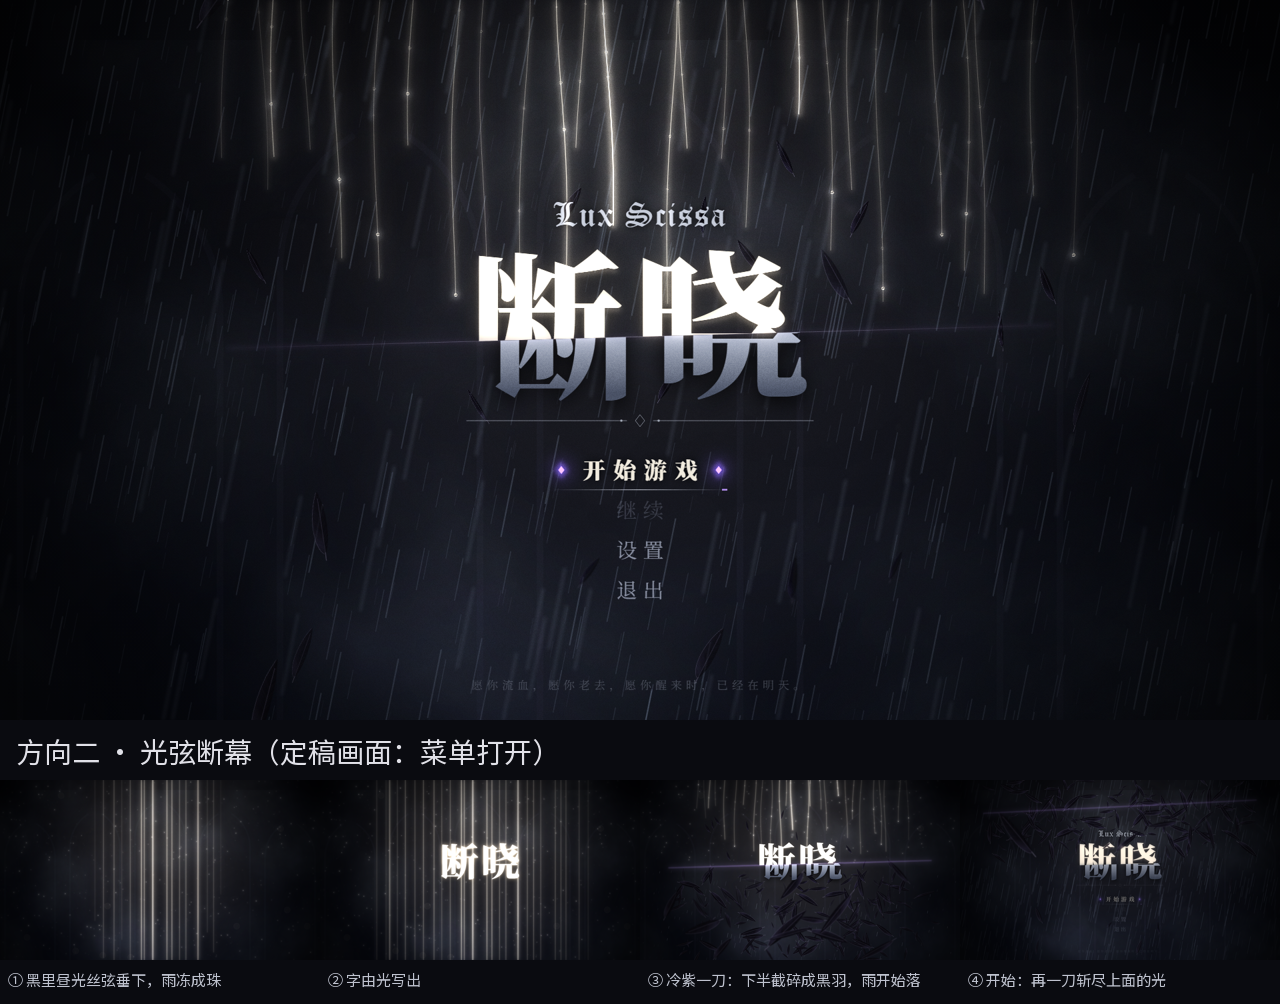 Lux Scissa
断晓
开始游戏
继续
设置
退出
愿你流血，愿你老去，愿你醒来时，已经在明天。
方向二 · 光弦断幕（定稿画面：菜单打开）
断晓
断晓
Lux Scis
断晓
开始游戏
①黑里昼光丝弦垂下，雨冻成珠
②字由光写出
③冷紫一刀：下半截碎成黑羽，雨开始落
④开始：再一刀斩尽上面的光